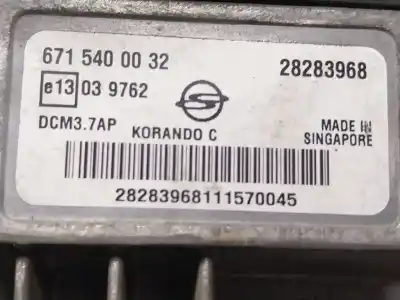 671 540 00 32 28283968
e13 03 9762
DCM3.7AP KORANDO C MADE IN SINGAPORE
28283968111570045